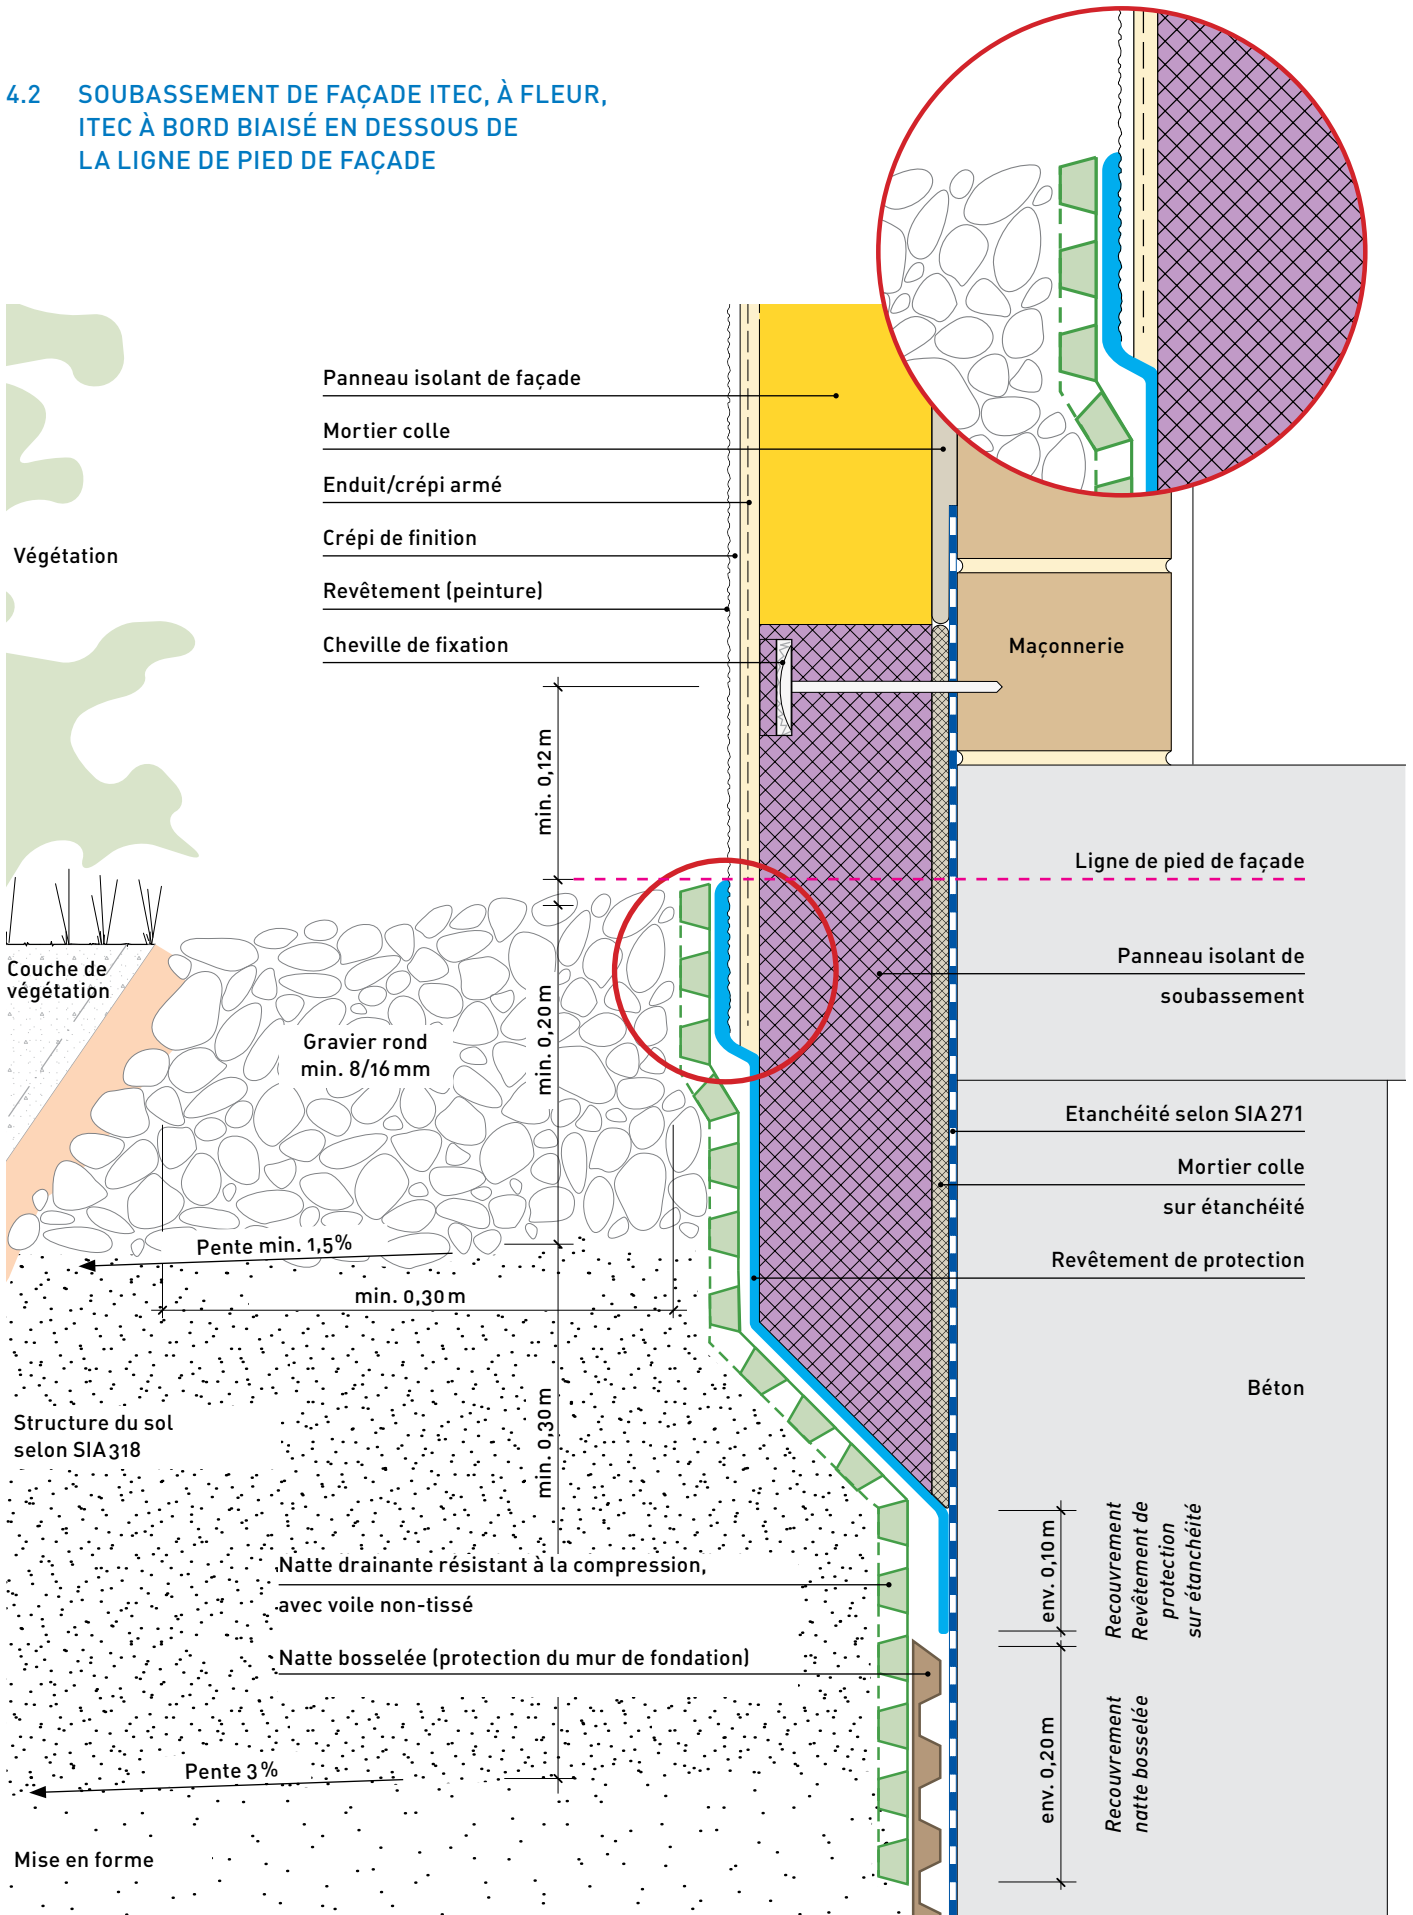 4.2 SOUBASSEMENT DE FAÇADE ITEC, À FLEUR,
ITEC À BORD BIAISÉ EN DESSOUS DE
LA LIGNE DE PIED DE FAÇADE
Panneau isolant de façade
Mortier colle
Enduit/crépi armé
Crépi de finition
Revêtement (peinture)
Cheville de fixation
Végétation
Maçonnerie
min. 0,12 m
Ligne de pied de façade
Panneau isolant de
soubassement
Couche de
végétation
Gravier rond
min. 8/16 mm
min. 0,20 m
Etanchéité selon SIA 271
Mortier colle
sur étanchéité
Revêtement de protection
Pente min. 1,5%
min. 0,30 m
Béton
Structure du sol
selon SIA 318
min. 0,30 m
Natte drainante résistant à la compression,
avec voile non-tissé
Natte bosselée (protection du mur de fondation)
env. 0,10 m
Recouvrement
Revêtement de
protection
sur étanchéité
env. 0,20 m
Recouvrement
natte bosselée
Pente 3%
Mise en forme